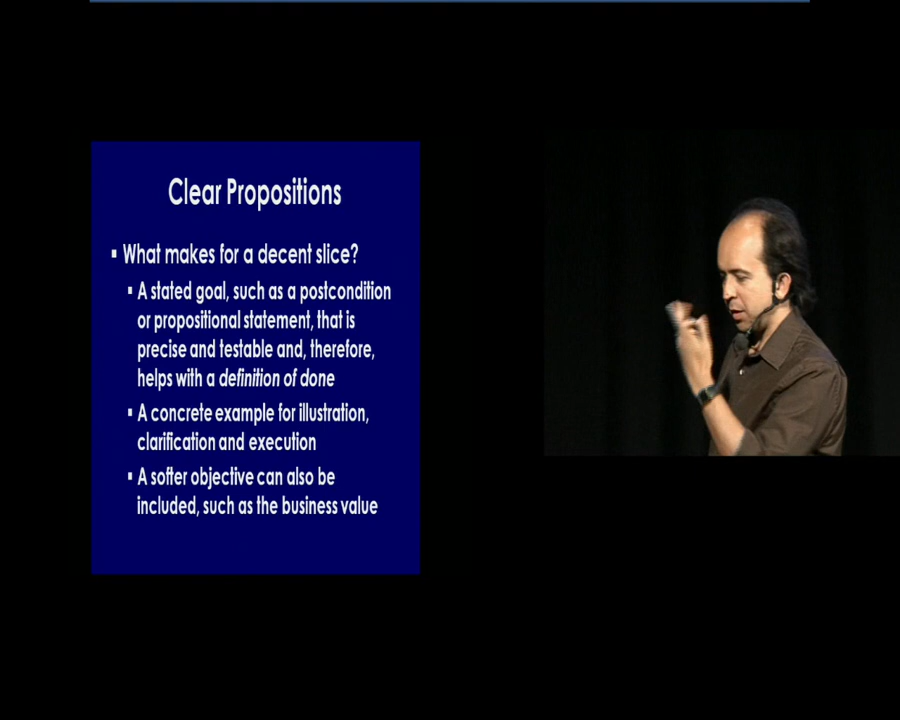 Clear Propositions
▪ What makes for a decent slice?
▪ A stated goal, such as a postcondition
or propositional statement, that is
precise and testable and, therefore,
helps with a definition of done
▪ A concrete example for illustration,
clarification and execution
▪ A softer objective can also be
included, such as the business value